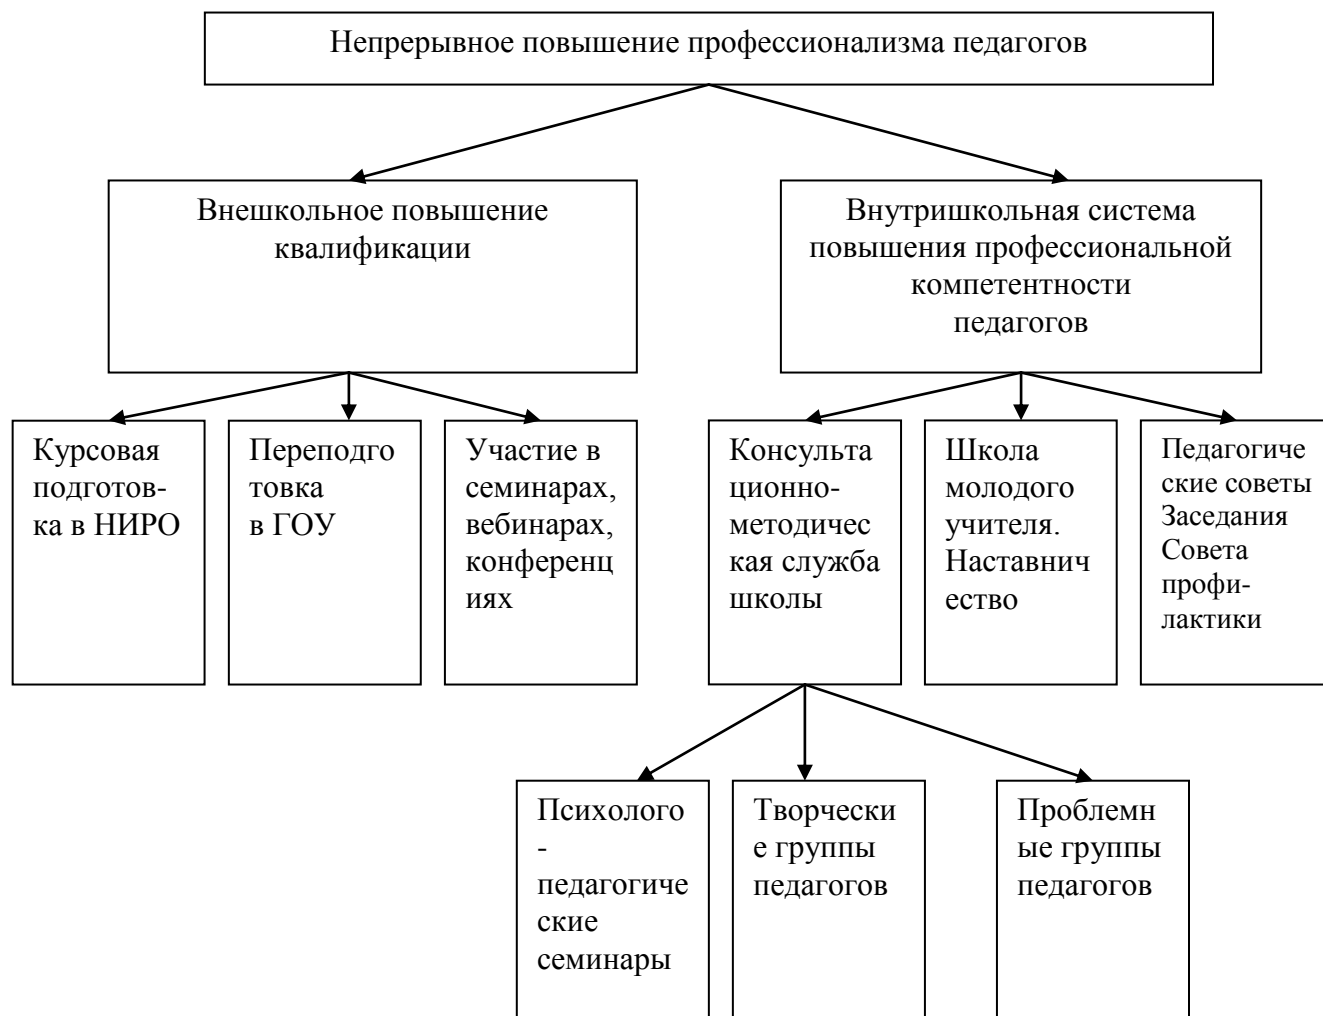 Непрерывное повышение профессионализма педагогов
Внешкольное повышение
квалификации
Внутришкольная система
повышения профессиональной
компетентности
педагогов
Курсовая
подготов-
ка в НИРО
Переподго
товка
в ГОУ
Участие в
семинарах,
вебинарах,
конференц
иях
Консульта
ционно-
методичес
кая служба
школы
Школа
молодого
учителя.
Наставнич
ество
Педагогиче
ские советы
Заседания
Совета
профи-
лактики
Психолого
-
педагогиче
ские
семинары
Творчески
е группы
педагогов
Проблемн
ые группы
педагогов